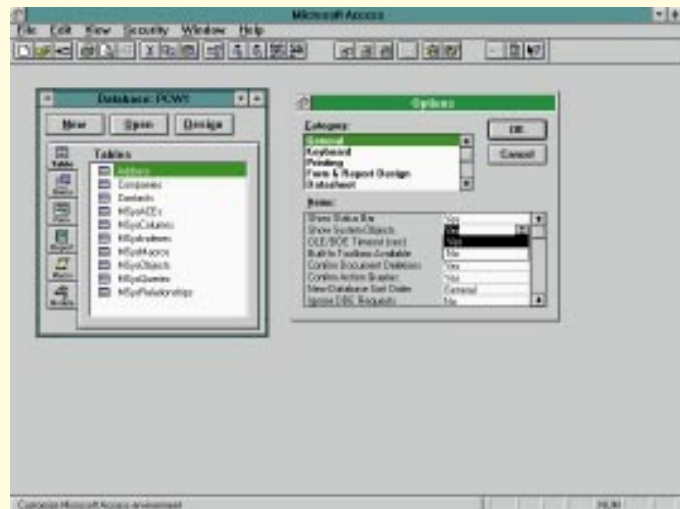 Microsoft Access
File Edit View Security Window Help
Database: PCW1
New Open Design
Table
Tables
Address
Companies
Contacts
MSysACEs
MSysColumns
MSysIndexes
MSysMacros
MSysObjects
MSysQueries
MSysRelationships
Options
Category:
General
Keyboard
Printing
Form & Report Design
Datasheet
OK
Cancel
Items:
Show Status Bar Yes
Show System Objects Yes
OLE/DDE Timeout (sec) Yes
Built-In Toolbars Available No
Confirm Document Deletions Yes
Confirm Action Queries Yes
New Database Sort Order General
Ignore DDE Requests No
Customize Microsoft Access environment
NUM